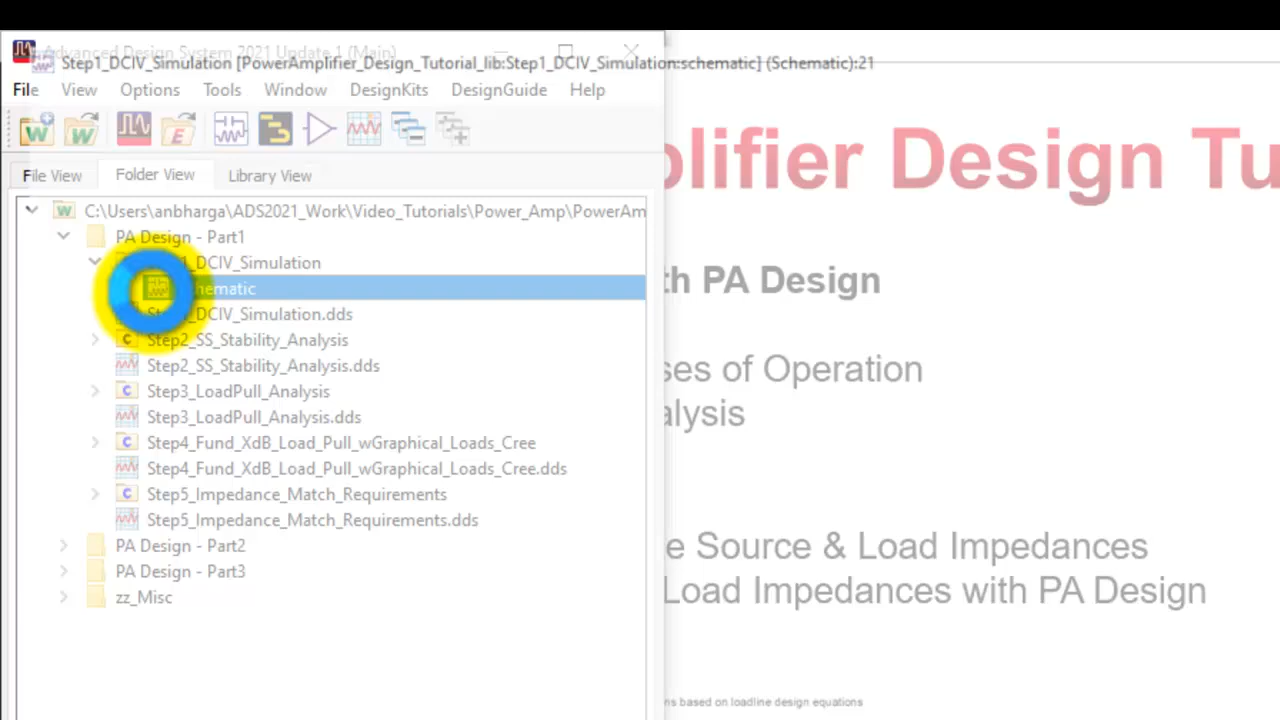 Advanced Design System 2021 Update 1 (Main)
Step1_DCIV_Simulation [PowerAmplifier_Design_Tutorial_lib:Step1_DCIV_Simulation:schematic] (Schematic):21
File View Options Tools Window DesignKits DesignGuide Help
File View Folder View Library View
C:\Users\anbharga\ADS2021_Work\Video_Tutorials\Power_Amp\PowerAm
PA Design - Part1
_DCIV_Simulation
hematic
_DCIV_Simulation.dds
Step2_SS_Stability_Analysis
Step2_SS_Stability_Analysis.dds
Step3_LoadPull_Analysis
Step3_LoadPull_Analysis.dds
Step4_Fund_XdB_Load_Pull_wGraphical_Loads_Cree
Step4_Fund_XdB_Load_Pull_wGraphical_Loads_Cree.dds
Step5_Impedance_Match_Requirements
Step5_Impedance_Match_Requirements.dds
PA Design - Part2
PA Design - Part3
zz_Misc
plifier Design Tu
th PA Design
ses of Operation
alysis
e Source & Load Impedances
Load Impedances with PA Design
ns based on loadline design equations